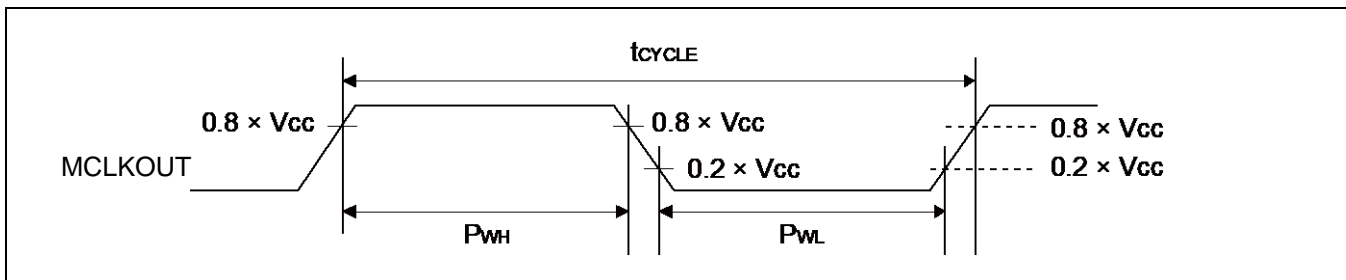 tCYCLE
0.8 × Vcc
0.8 × Vcc
0.8 × Vcc
MCLKOUT
0.2 × Vcc
0.2 × Vcc
PWH
PWL